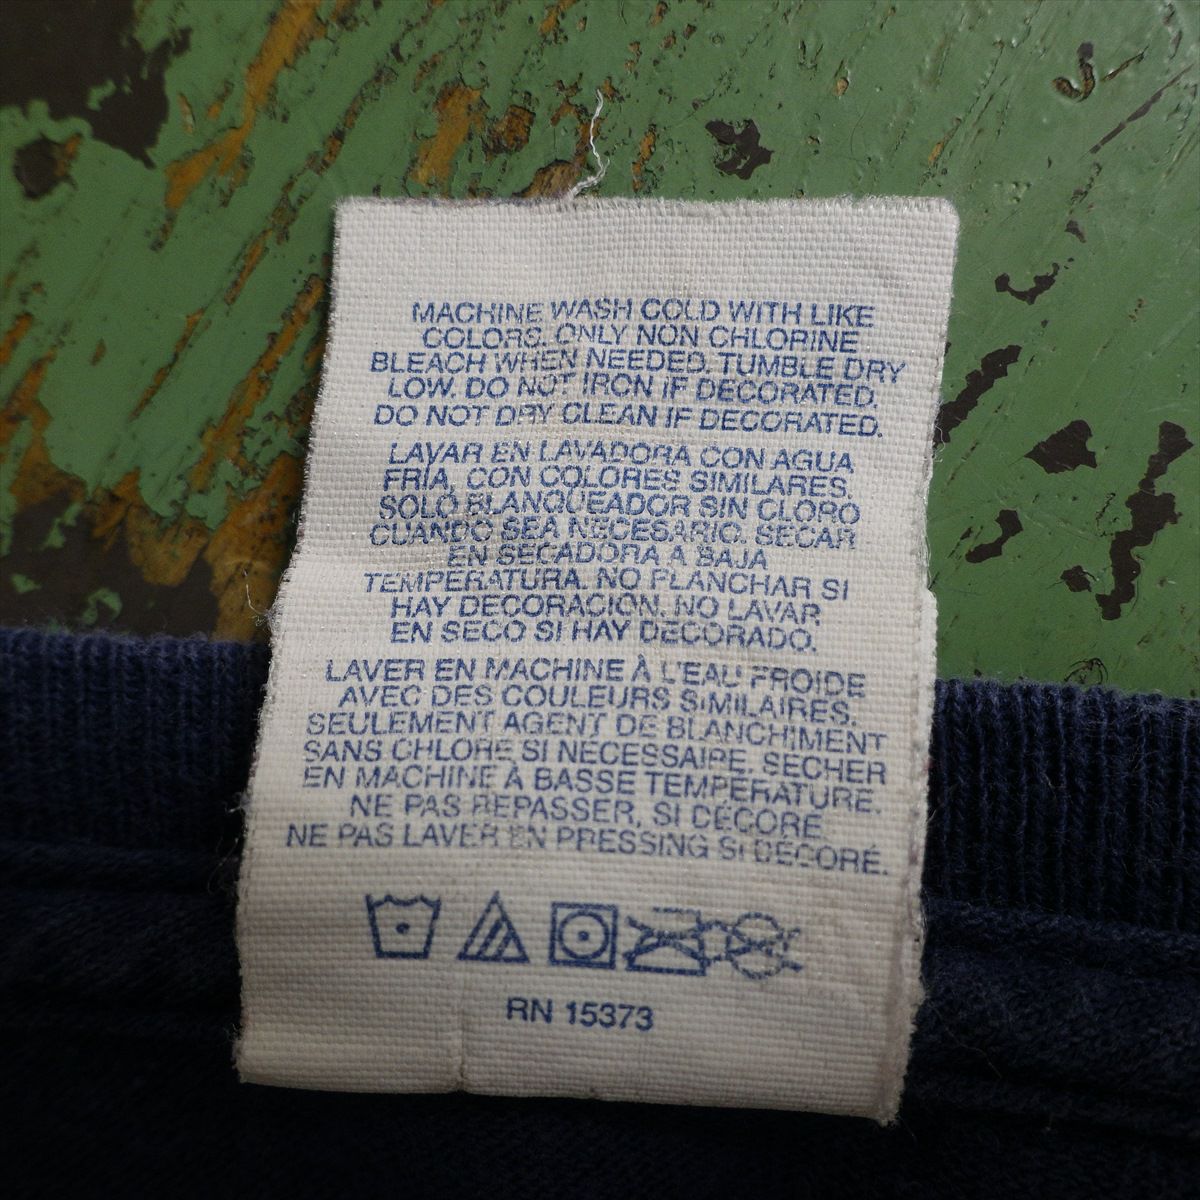 MACHINE WASH COLD WITH LIKE
COLORS. ONLY NON CHLORINE
BLEACH WHEN NEEDED. TUMBLE DRY
LOW. DO NOT IRON IF DECORATED.
DO NOT DRY CLEAN IF DECORATED.
LAVAR EN LAVADORA CON AGUA
FRIA, CON COLORES SIMILARES.
SOLO BLANQUEADOR SIN CLORO
CUANDO SEA NECESARIO. SECAR
EN SECADORA A BAJA
TEMPERATURA. NO PLANCHAR SI
HAY DECORACION. NO LAVAR
EN SECO SI HAY DECORADO.
LAVER EN MACHINE À L'EAU FROIDE
AVEC DES COULEURS SIMILAIRES.
SEULEMENT AGENT DE BLANCHIMENT
SANS CHLORE SI NÉCESSAIRE. SÉCHER
EN MACHINE À BASSE TEMPÉRATURE.
NE PAS REPASSER, SI DÉCORÉ.
NE PAS LAVER EN PRESSING SI DÉCORÉ.
RN 15373